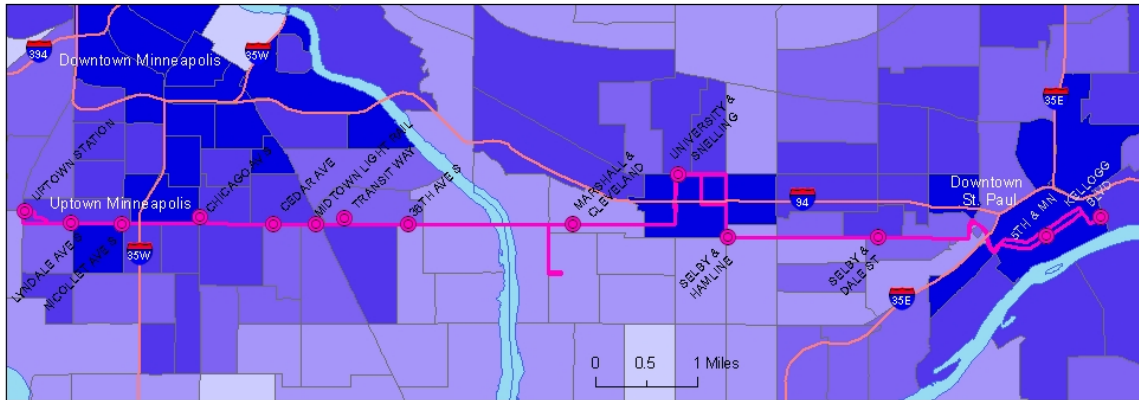 394
Downtown Minneapolis
35W
UPTOWN STATION
Uptown Minneapolis
LYNDALE AVE S
NICOLLET AVE S
35W
CHICAGO AV S
CEDAR AVE
MIDTOWN LIGHT RAIL
TRANSIT WAY
36TH AVE S
MARSHALL &
CLEVELAND
UNIVERSITY &
SNELLING
SELBY &
HAMLINE
94
SELBY &
DALE ST
35E
Downtown
St. Paul
35E
5TH & MN
KELLOGG
BLVD
0 0.5 1 Miles